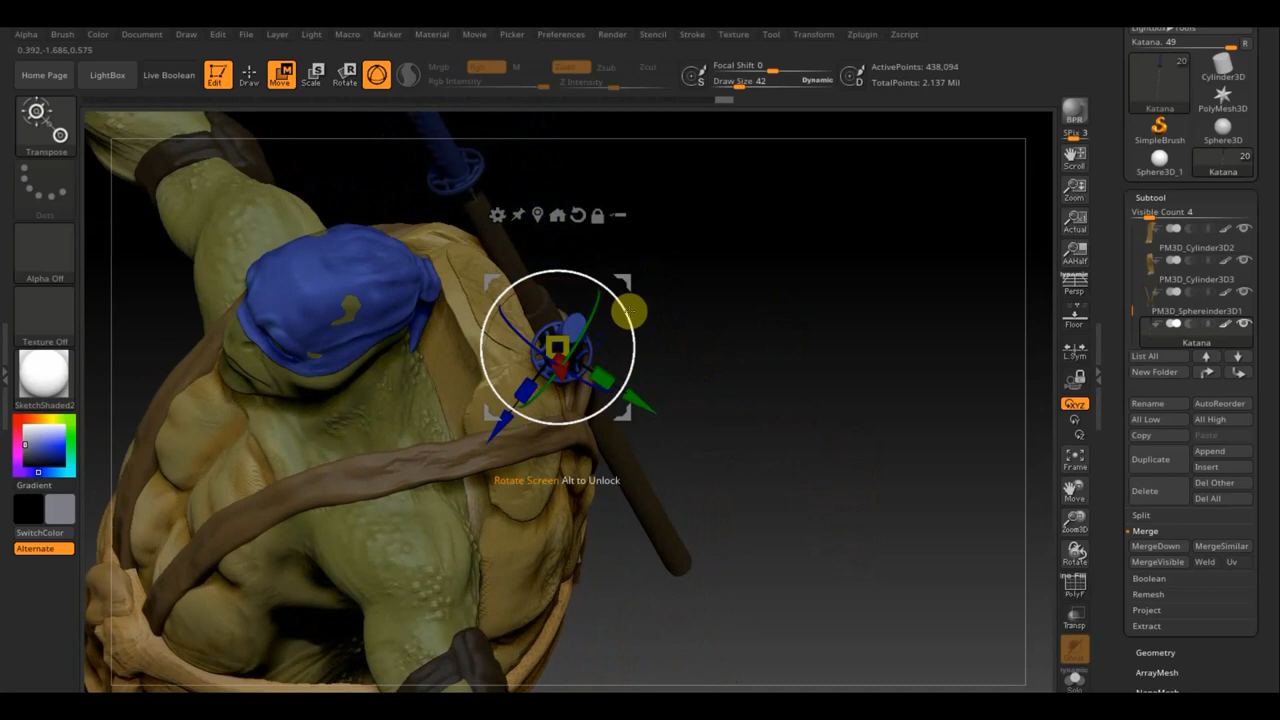 Alpha Brush Color Document Draw Edit File Layer Light Macro Marker Material Movie Picker Preferences Render Stencil Stroke Texture Tool Transform Zplugin Zscript
0.392,-1.686,0.575
Home Page
LightBox
Live Boolean
Edit
Draw
Move
Scale
Rotate
Mrgb Rgb M
Rgb Intensity
Zadd Zsub Zcut
Z Intensity
S
Focal Shift 0
Draw Size 42
Dynamic
D
ActivePoints: 438,094
TotalPoints: 2.137 Mil
Transpose
Dots
Alpha Off
Texture Off
SketchShaded2
Gradient
SwitchColor
Alternate
Rotate Screen Alt to Unlock
BPR
SPix 3
Scroll
Zoom
Actual
AAHalf
Dynamic
Persp
Floor
L.Sym
XYZ
Frame
Move
Zoom3D
Rotate
Line Fill
PolyF
Transp
Ghost
Dynamic
Solo
Katana. 49
R
20
Katana
Cylinder3D
PolyMesh3D
SimpleBrush
Sphere3D
Sphere3D_1
20
Katana
Subtool
Visible Count 4
PM3D_Cylinder3D2
PM3D_Cylinder3D3
PM3D_Sphereinder3D1
Katana
List All
New Folder
Rename
AutoReorder
All Low
All High
Copy
Paste
Duplicate
Append
Insert
Delete
Del Other
Del All
Split
Merge
MergeDown
MergeSimilar
MergeVisible
Weld
Uv
Boolean
Remesh
Project
Extract
Geometry
ArrayMesh